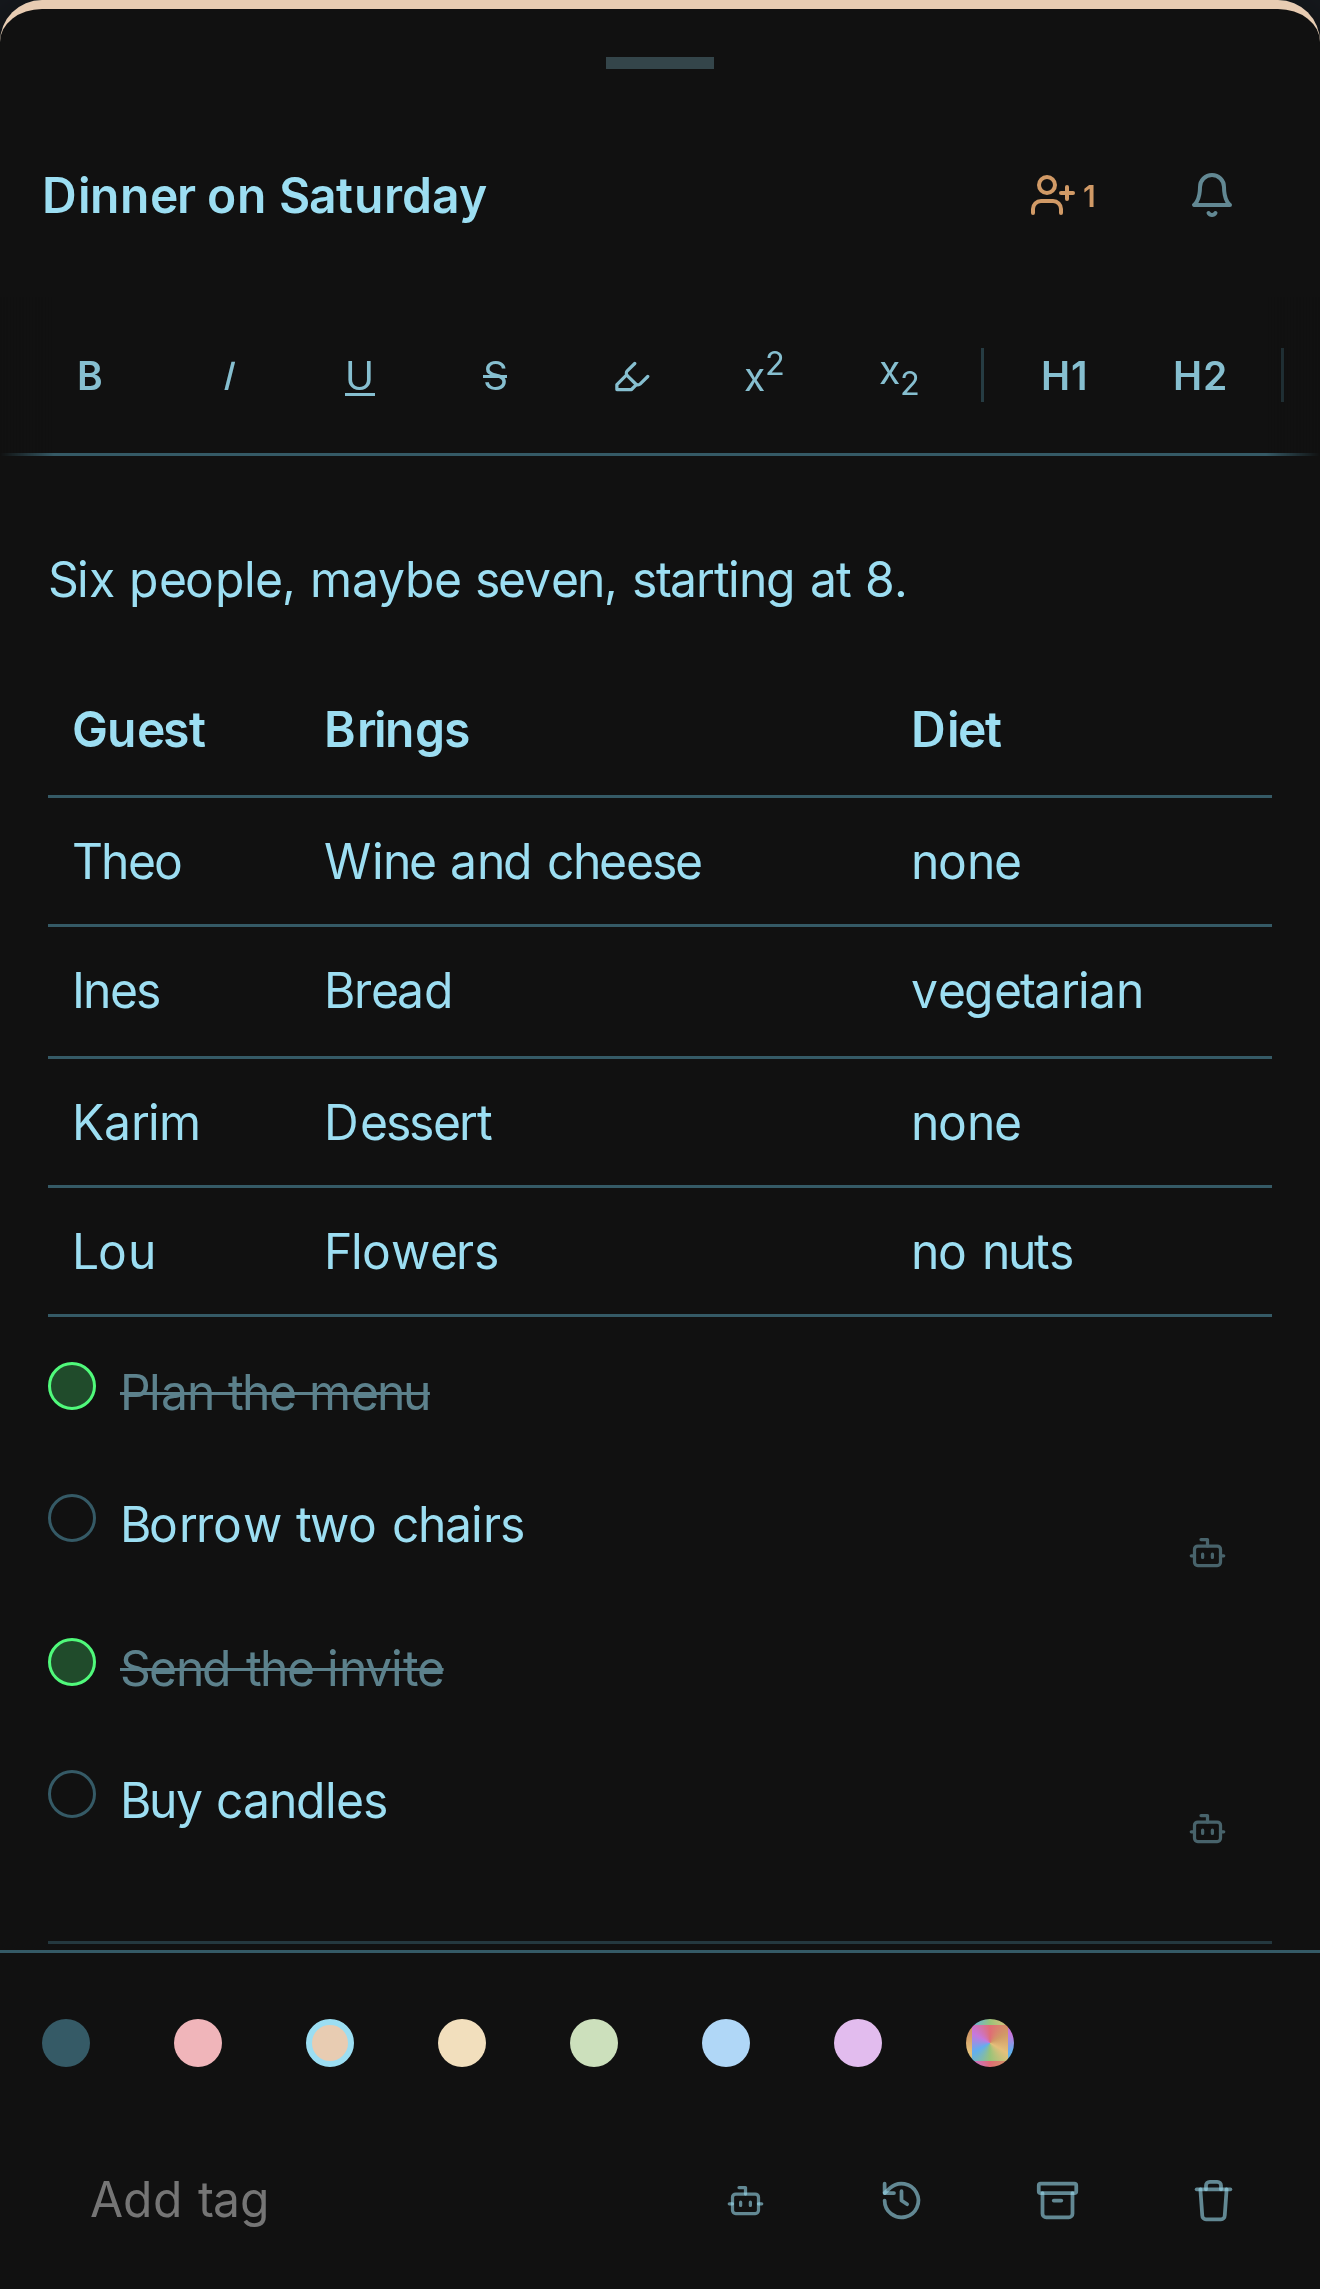 Dinner on Saturday
1
B I U S x² x₂ H1 H2
Six people, maybe seven, starting at 8.
Guest Brings Diet
Theo Wine and cheese none
Ines Bread vegetarian
Karim Dessert none
Lou Flowers no nuts
Plan the menu
Borrow two chairs
Send the invite
Buy candles
Add tag